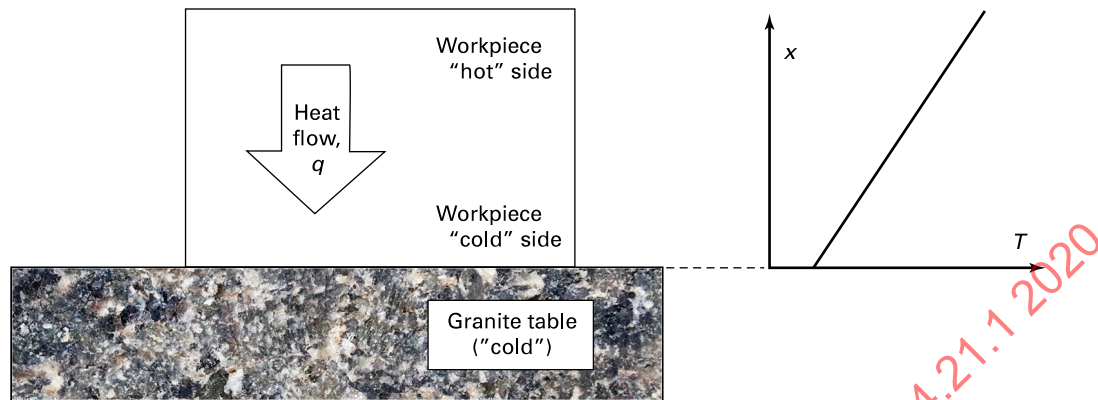 Workpiece
“hot” side
Heat
flow,
q
Workpiece
“cold” side
Granite table
(”cold”)
x
T
4.21.1 2020